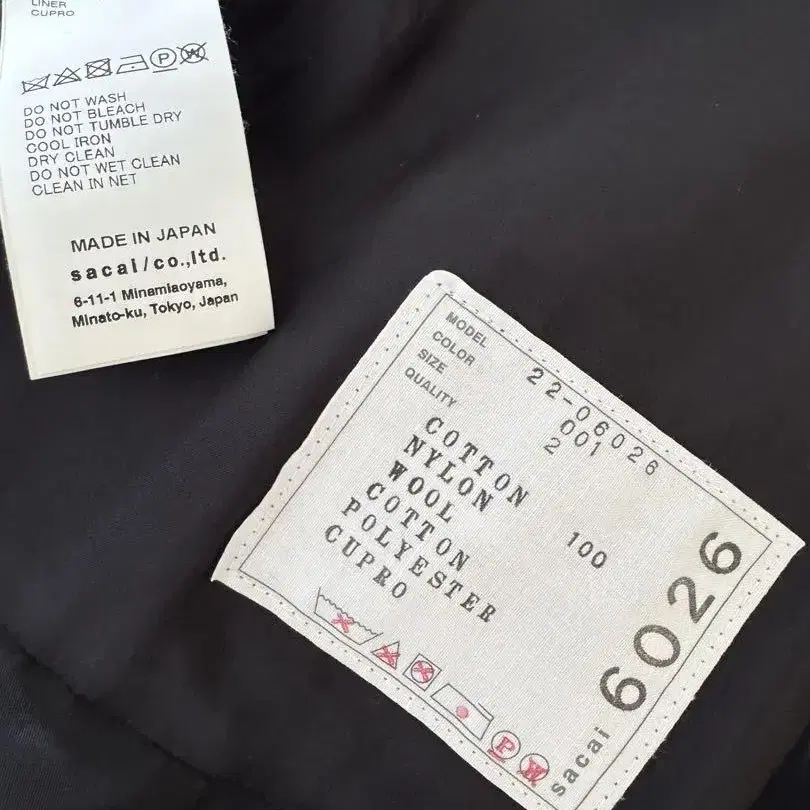 LINER
CUPRO
DO NOT WASH
DO NOT BLEACH
DO NOT TUMBLE DRY
COOL IRON
DRY CLEAN
DO NOT WET CLEAN
CLEAN IN NET
MADE IN JAPAN
sacai/co.,ltd.
6-11-1 Minamiaoyama,
Minato-ku, Tokyo, Japan
MODEL 22-06026
COLOR 001
SIZE 2
QUALITY
COTTON
NYLON
WOOL
COTTON 100
POLYESTER
CUPRO
P W
sacai 6026